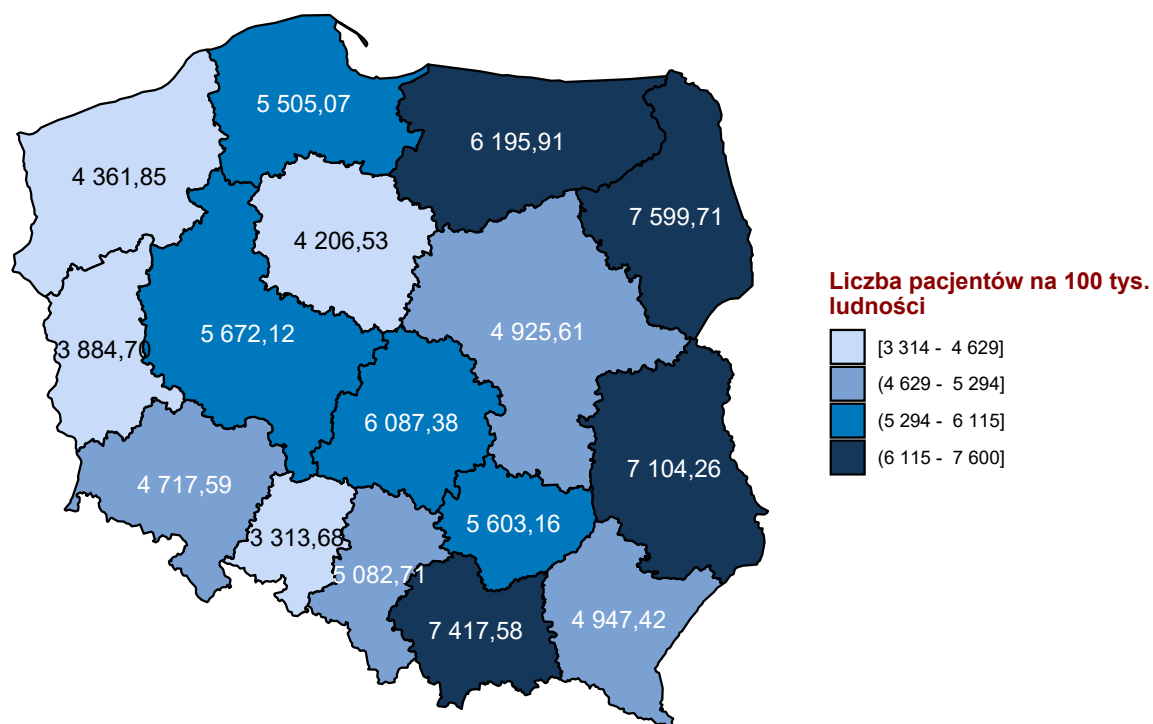 5 505,07
6 195,91
4 361,85
7 599,71
4 206,53
5 672,12
4 925,61
3 884,70
6 087,38
7 104,26
4 717,59
5 603,16
3 313,68
5 082,71
4 947,42
7 417,58
Liczba pacjentów na 100 tys.
ludności
[3 314 - 4 629]
(4 629 - 5 294]
(5 294 - 6 115]
(6 115 - 7 600]